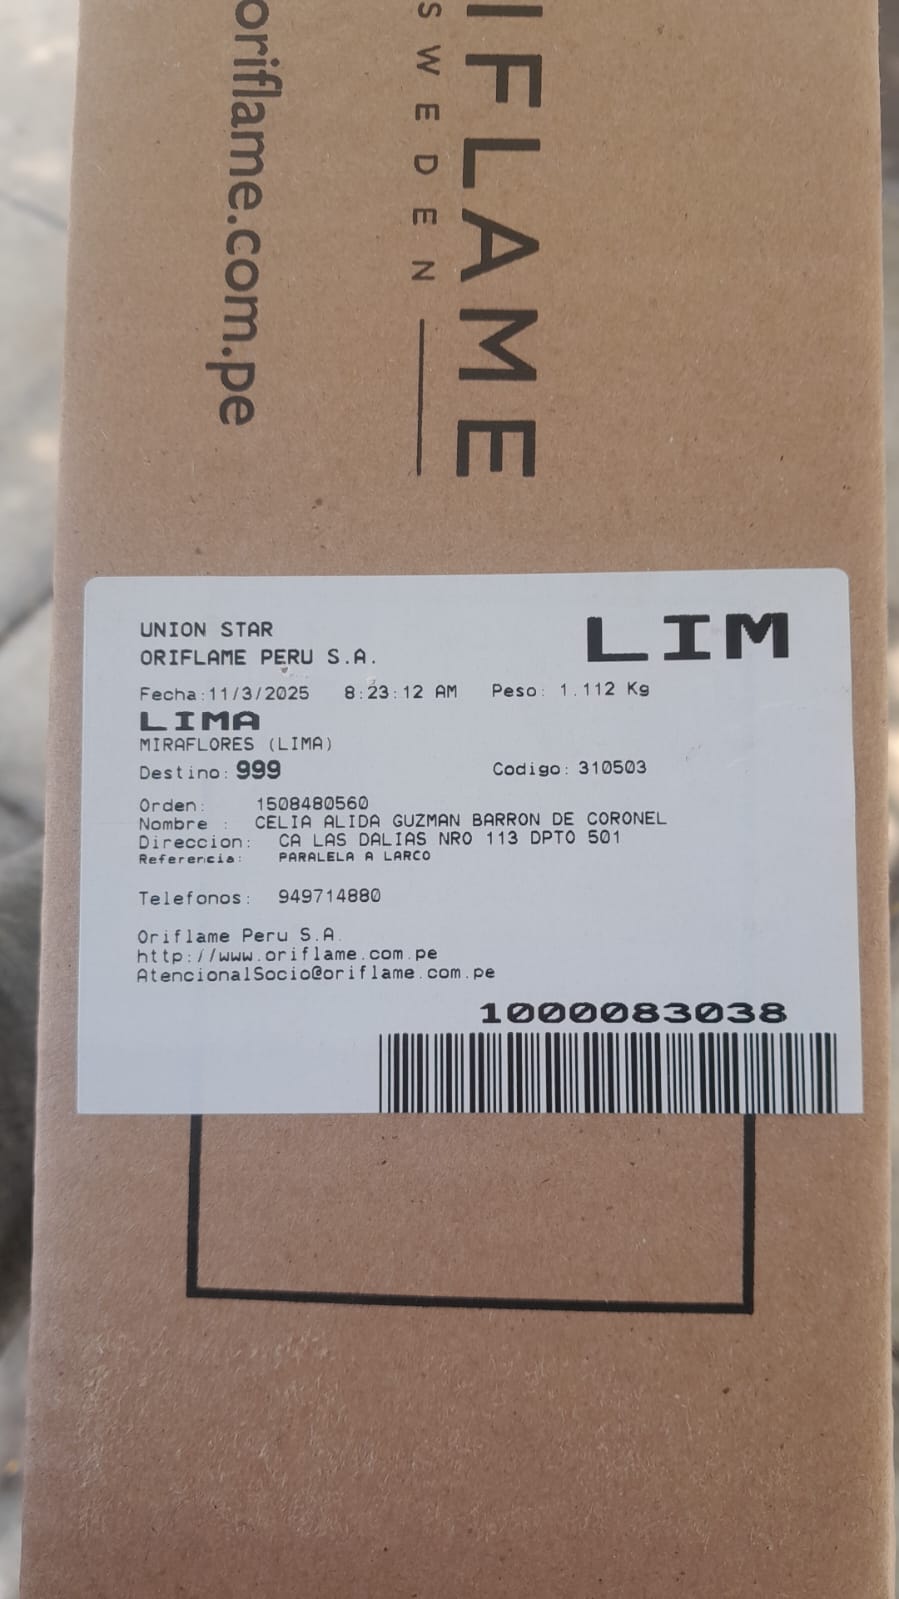 IFLAME
SWEDEN
oriflame.com.pe
UNION STAR
ORIFLAME PERU S.A.
LIM
Fecha:11/3/2025 8:23:12 AM Peso: 1.112 Kg
LIMA
MIRAFLORES (LIMA)
Destino: 999 Codigo: 310503
Orden: 1508480560
Nombre : CELIA ALIDA GUZMAN BARRON DE CORONEL
Direccion: CA LAS DALIAS NRO 113 DPTO 501
Referencia: PARALELA A LARCO
Telefonos: 949714880
Oriflame Peru S.A.
http://www.oriflame.com.pe
AtencionalSocio@oriflame.com.pe
1000083038